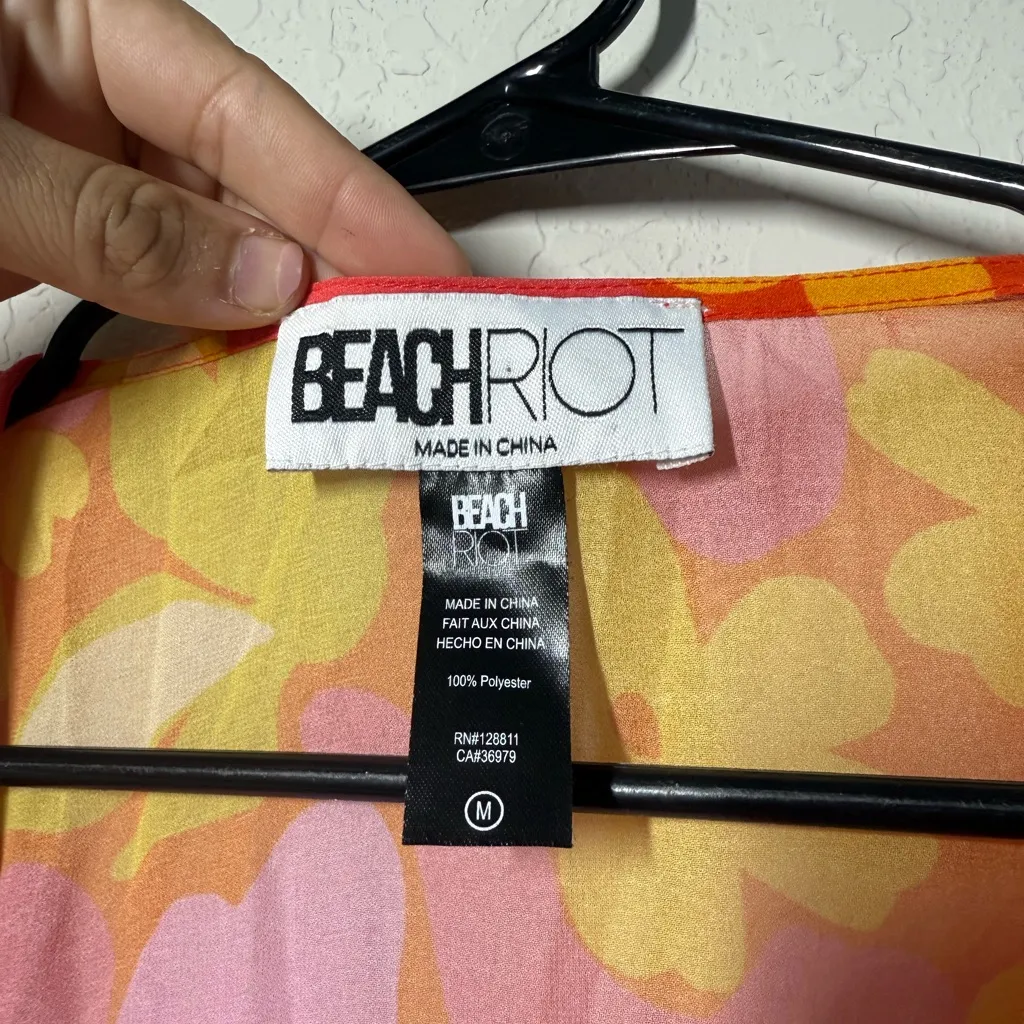 BEACHRIOT
MADE IN CHINA
BEACH
RIOT
MADE IN CHINA
FAIT AUX CHINA
HECHO EN CHINA
100% Polyester
RN#128811
CA#36979
M